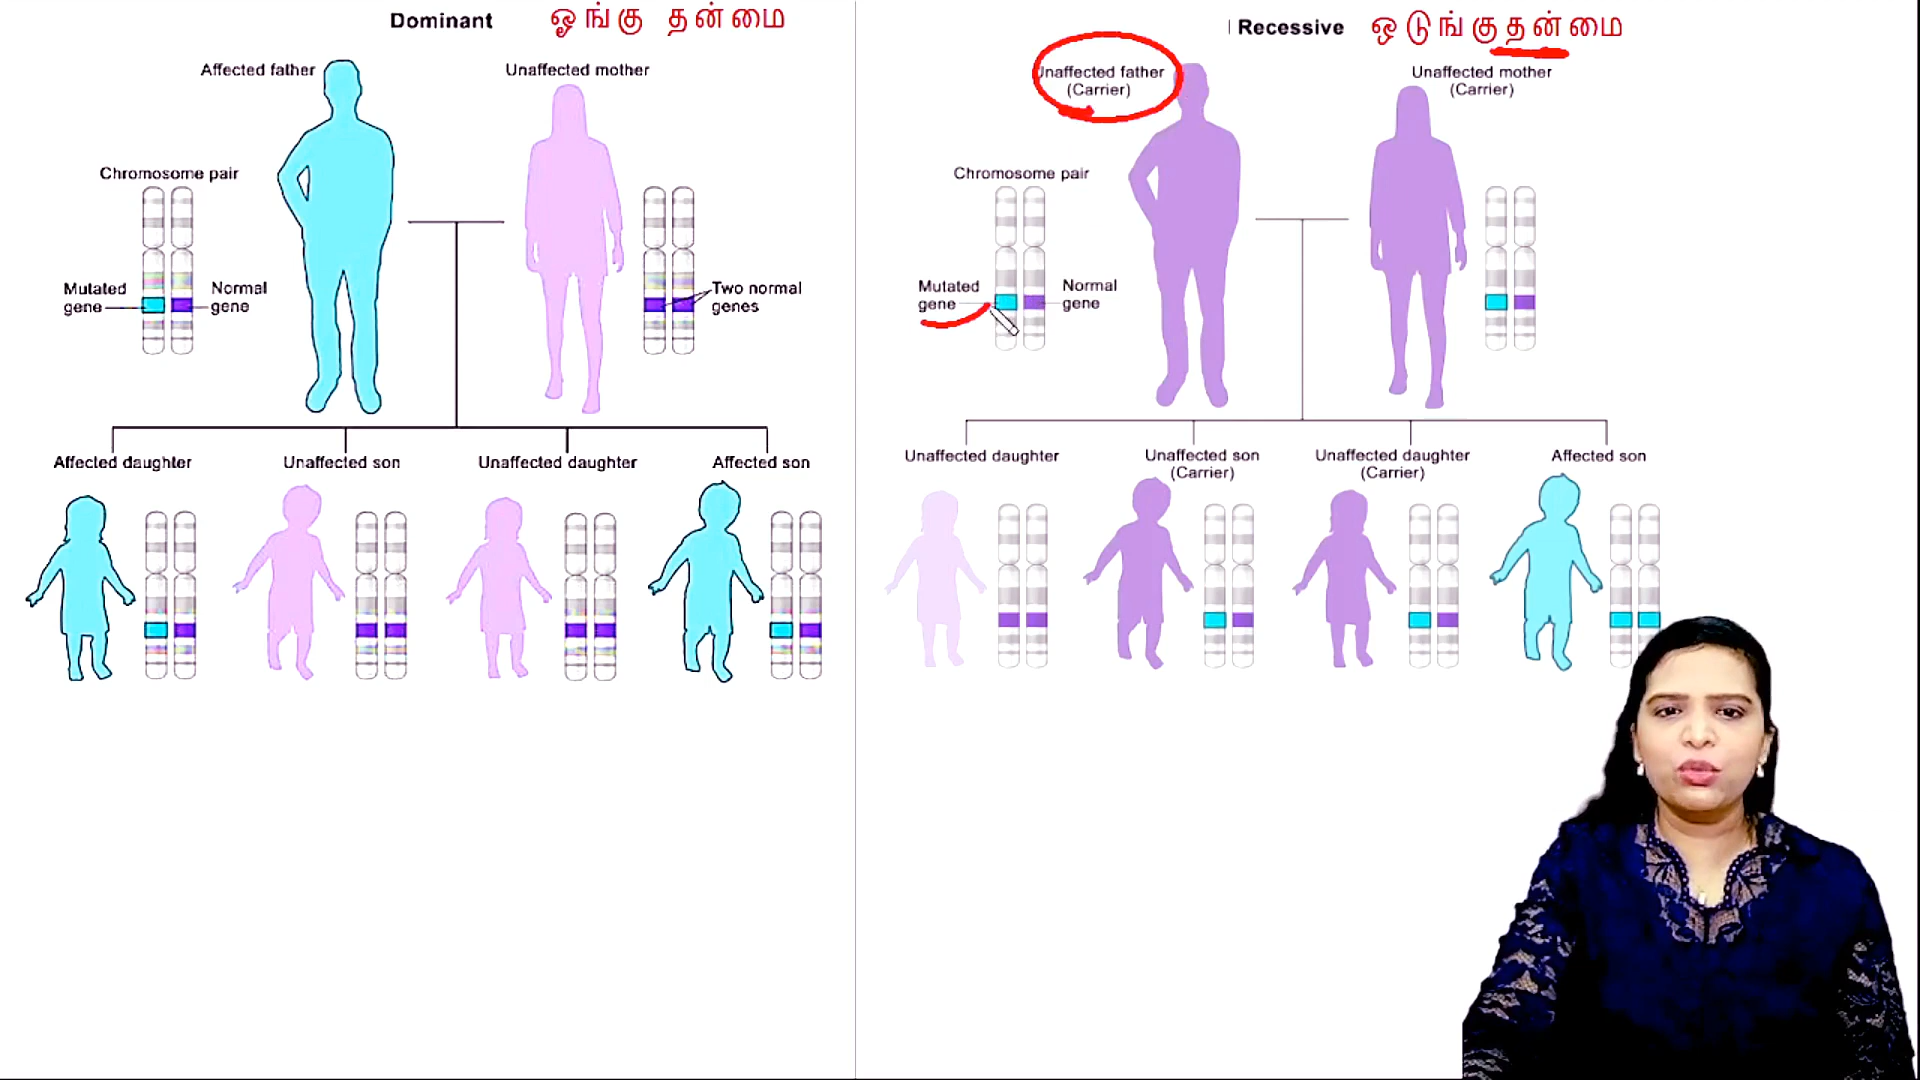 Dominant ஓங்கு தன்மை
Affected father
Unaffected mother
Chromosome pair
Mutated
gene
Normal
gene
Two normal
genes
Affected daughter
Unaffected son
Unaffected daughter
Affected son
Recessive ஒடுங்குதன்மை
Unaffected father
(Carrier)
Unaffected mother
(Carrier)
Chromosome pair
Mutated
gene
Normal
gene
Unaffected daughter
Unaffected son
(Carrier)
Unaffected daughter
(Carrier)
Affected son